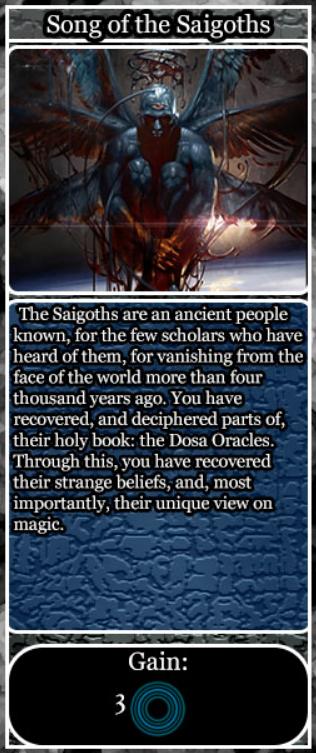 Song of the Saigoths
The Saigoths are an ancient people
known, for the few scholars who have
heard of them, for vanishing from the
face of the world more than four
thousand years ago. You have
recovered, and deciphered parts of,
their holy book: the Dosa Oracles.
Through this, you have recovered
their strange beliefs, and, most
importantly, their unique view on
magic.
Gain:
3